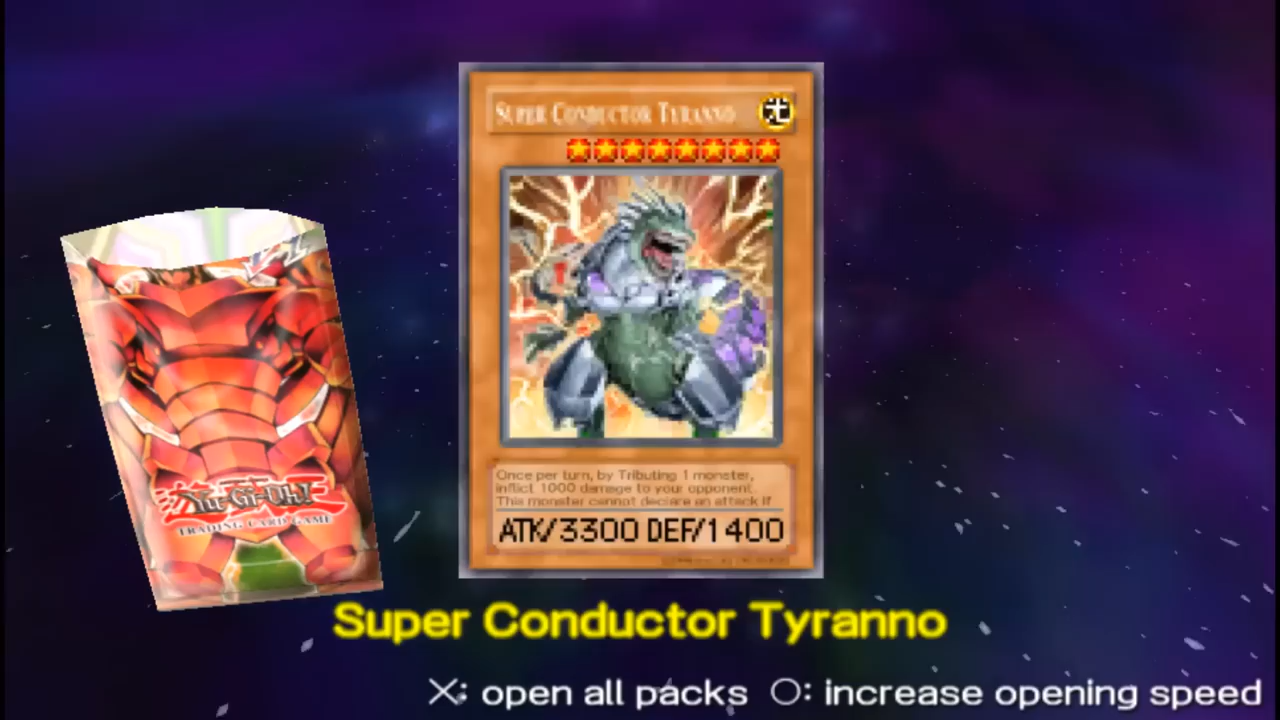 SUPER CONDUCTOR TYRANNO
光
Once per turn, by Tributing 1 monster,
inflict 1000 damage to your opponent.
This monster cannot declare an attack if
ATK/3300 DEF/1400
Yu-Gi-Oh!
TRADING CARD GAME
Super Conductor Tyranno
X: open all packs O: increase opening speed